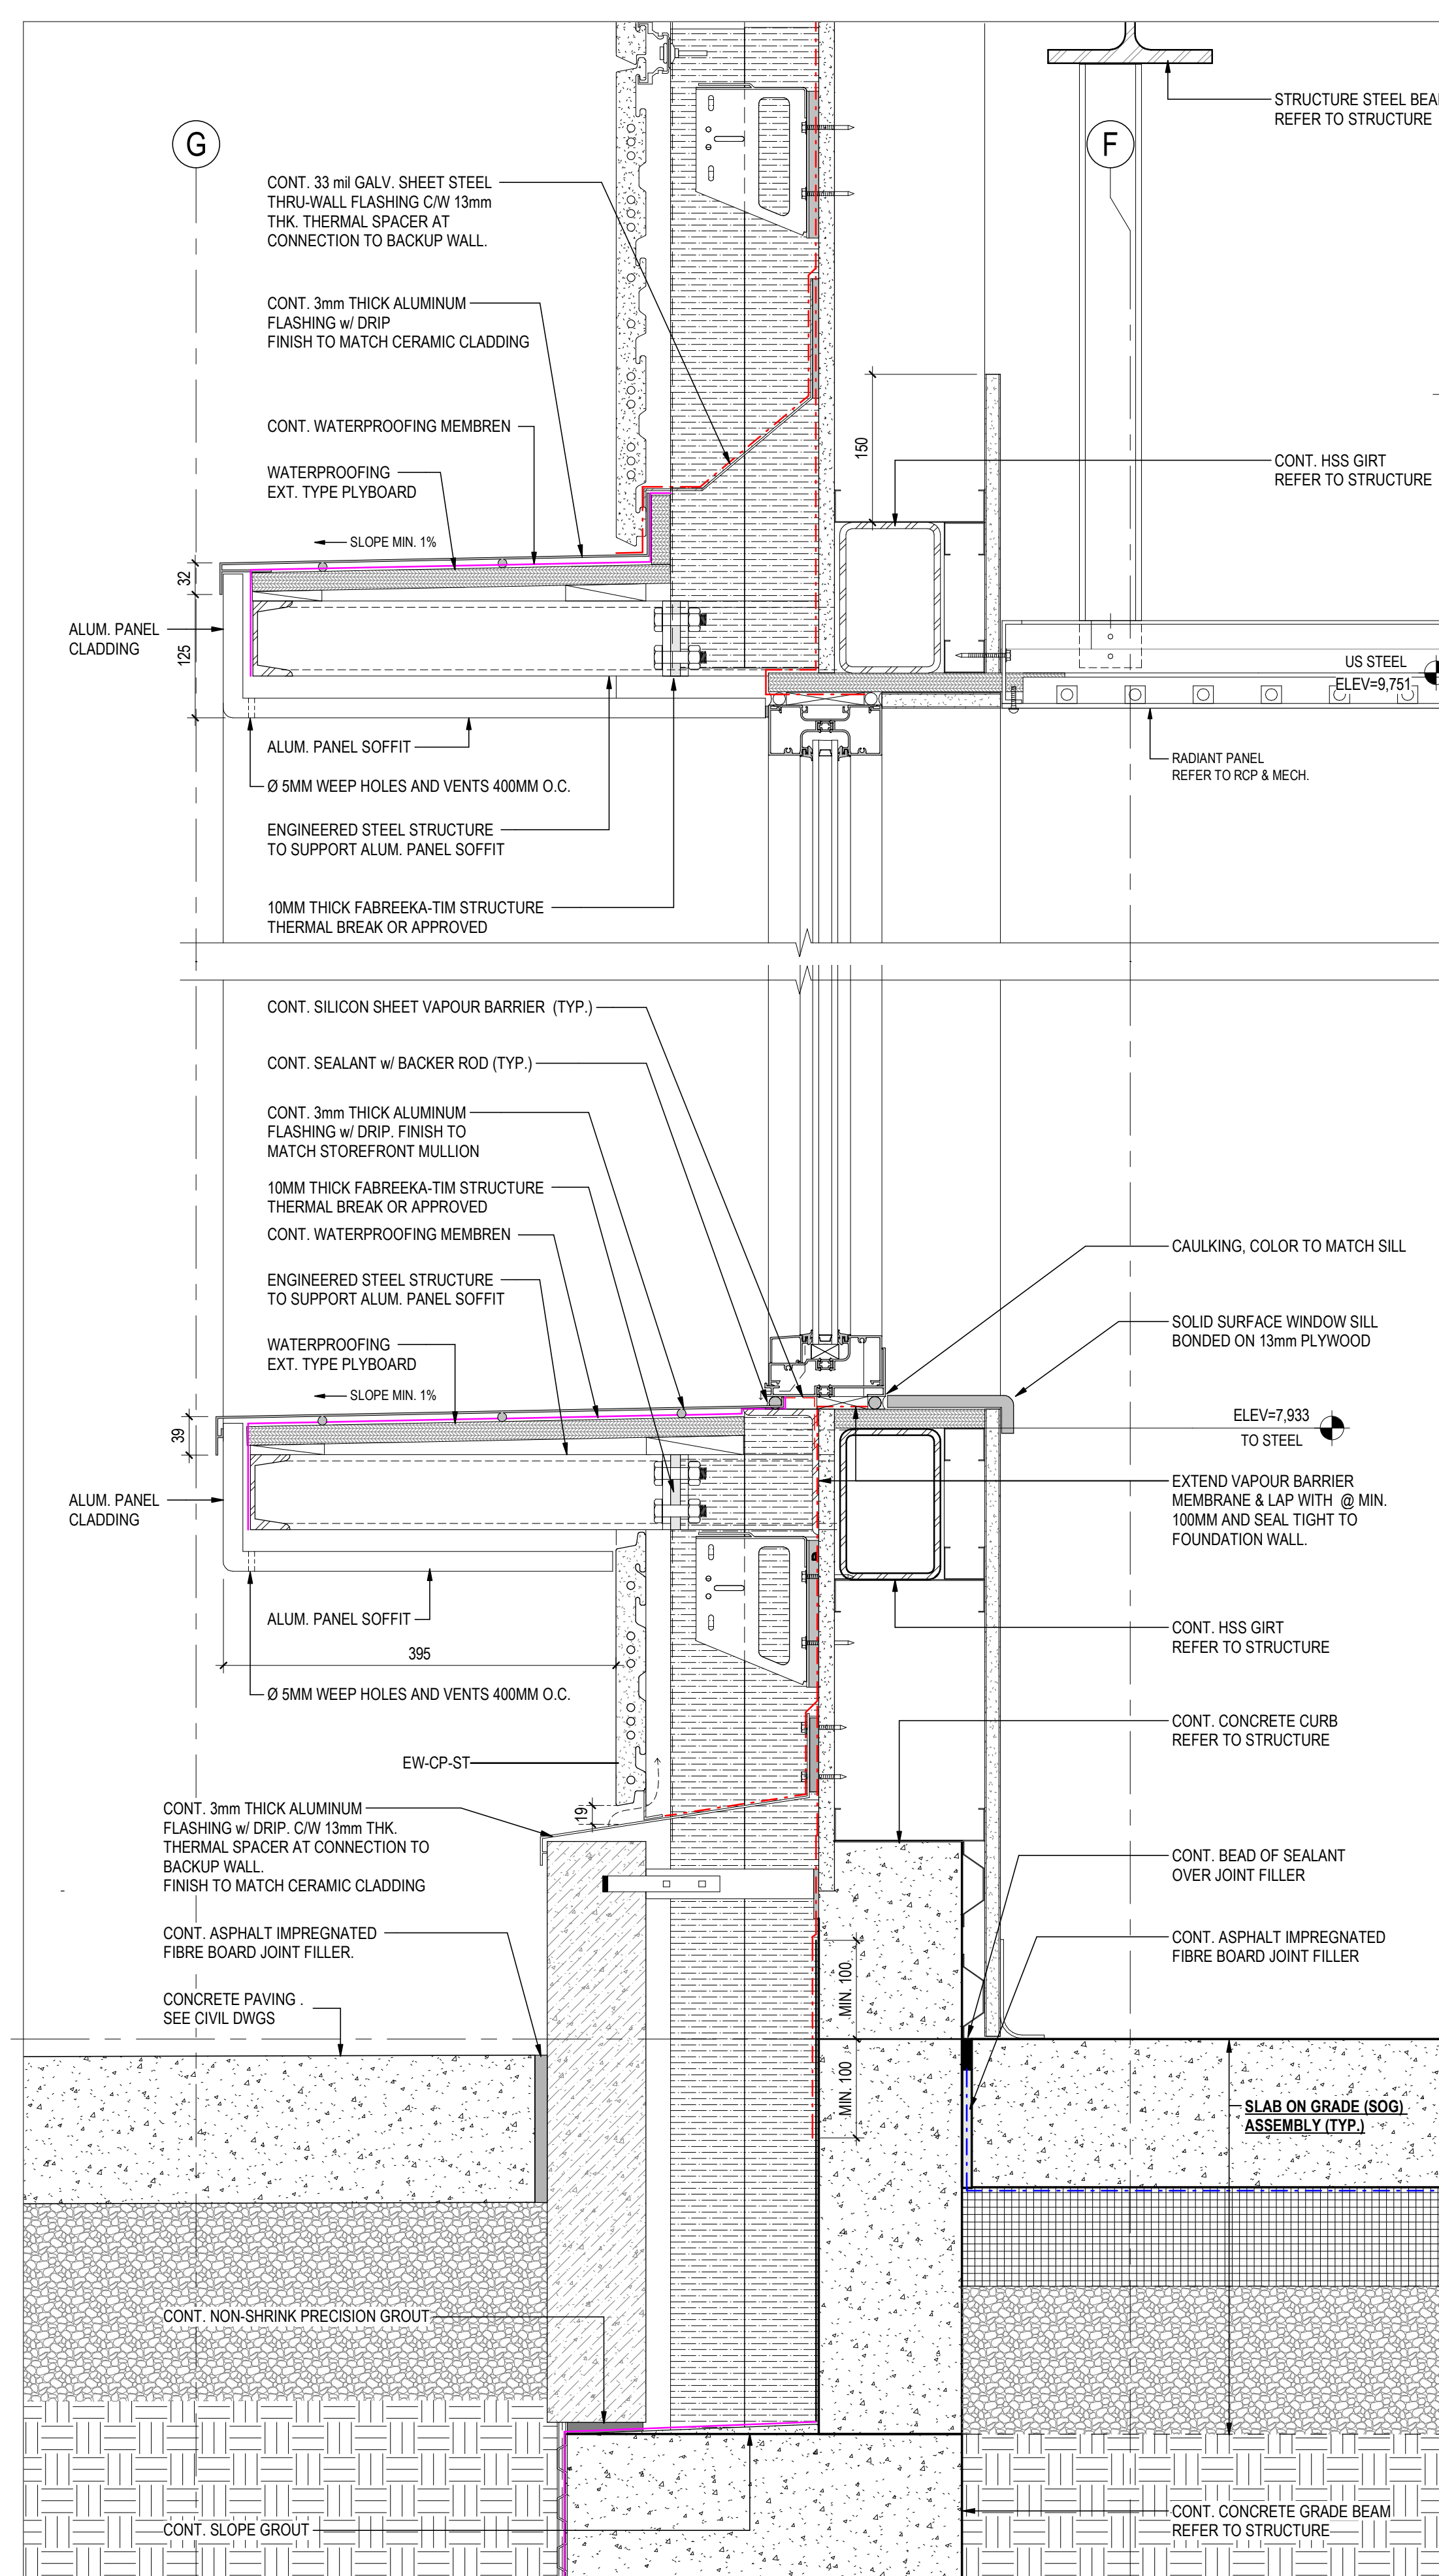 G
F
STRUCTURE STEEL
REFER TO STRUCTURE
CONT. 33 mil GALV. SHEET STEEL
THRU-WALL FLASHING C/W 13mm
THK. THERMAL SPACER AT
CONNECTION TO BACKUP WALL.
CONT. 3mm THICK ALUMINUM
FLASHING w/ DRIP
FINISH TO MATCH CERAMIC CLADDING
CONT. WATERPROOFING MEMBREN
WATERPROOFING
EXT. TYPE PLYBOARD
150
CONT. HSS GIRT
REFER TO STRUCTURE
SLOPE MIN. 1%
32
ALUM. PANEL
CLADDING
125
US STEEL
ELEV=9,751
ALUM. PANEL SOFFIT
RADIANT PANEL
REFER TO RCP & MECH.
Ø 5MM WEEP HOLES AND VENTS 400MM O.C.
ENGINEERED STEEL STRUCTURE
TO SUPPORT ALUM. PANEL SOFFIT
10MM THICK FABREEKA-TIM STRUCTURE
THERMAL BREAK OR APPROVED
CONT. SILICON SHEET VAPOUR BARRIER (TYP.)
CONT. SEALANT w/ BACKER ROD (TYP.)
CONT. 3mm THICK ALUMINUM
FLASHING w/ DRIP. FINISH TO
MATCH STOREFRONT MULLION
10MM THICK FABREEKA-TIM STRUCTURE
THERMAL BREAK OR APPROVED
CONT. WATERPROOFING MEMBREN
CAULKING, COLOR TO MATCH SILL
ENGINEERED STEEL STRUCTURE
TO SUPPORT ALUM. PANEL SOFFIT
SOLID SURFACE WINDOW SILL
BONDED ON 13mm PLYWOOD
WATERPROOFING
EXT. TYPE PLYBOARD
SLOPE MIN. 1%
39
ELEV=7,933
TO STEEL
ALUM. PANEL
CLADDING
EXTEND VAPOUR BARRIER
MEMBRANE & LAP WITH @ MIN.
100MM AND SEAL TIGHT TO
FOUNDATION WALL.
ALUM. PANEL SOFFIT
CONT. HSS GIRT
REFER TO STRUCTURE
395
Ø 5MM WEEP HOLES AND VENTS 400MM O.C.
CONT. CONCRETE CURB
REFER TO STRUCTURE
EW-CP-ST
19
CONT. 3mm THICK ALUMINUM
FLASHING w/ DRIP. C/W 13mm THK.
THERMAL SPACER AT CONNECTION TO
BACKUP WALL.
FINISH TO MATCH CERAMIC CLADDING
CONT. BEAD OF SEALANT
OVER JOINT FILLER
CONT. ASPHALT IMPREGNATED
FIBRE BOARD JOINT FILLER.
CONT. ASPHALT IMPREGNATED
FIBRE BOARD JOINT FILLER
MIN. 100
CONCRETE PAVING .
SEE CIVIL DWGS
MIN. 100
SLAB ON GRADE (SOG)
ASSEMBLY (TYP.)
CONT. NON-SHRINK PRECISION GROUT
CONT. SLOPE GROUT
CONT. CONCRETE GRADE BEAM
REFER TO STRUCTURE